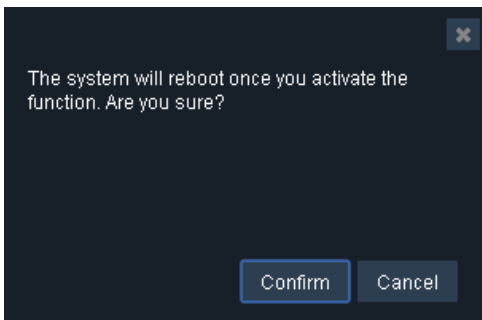 The system will reboot once you activate the
function. Are you sure?
Confirm Cancel